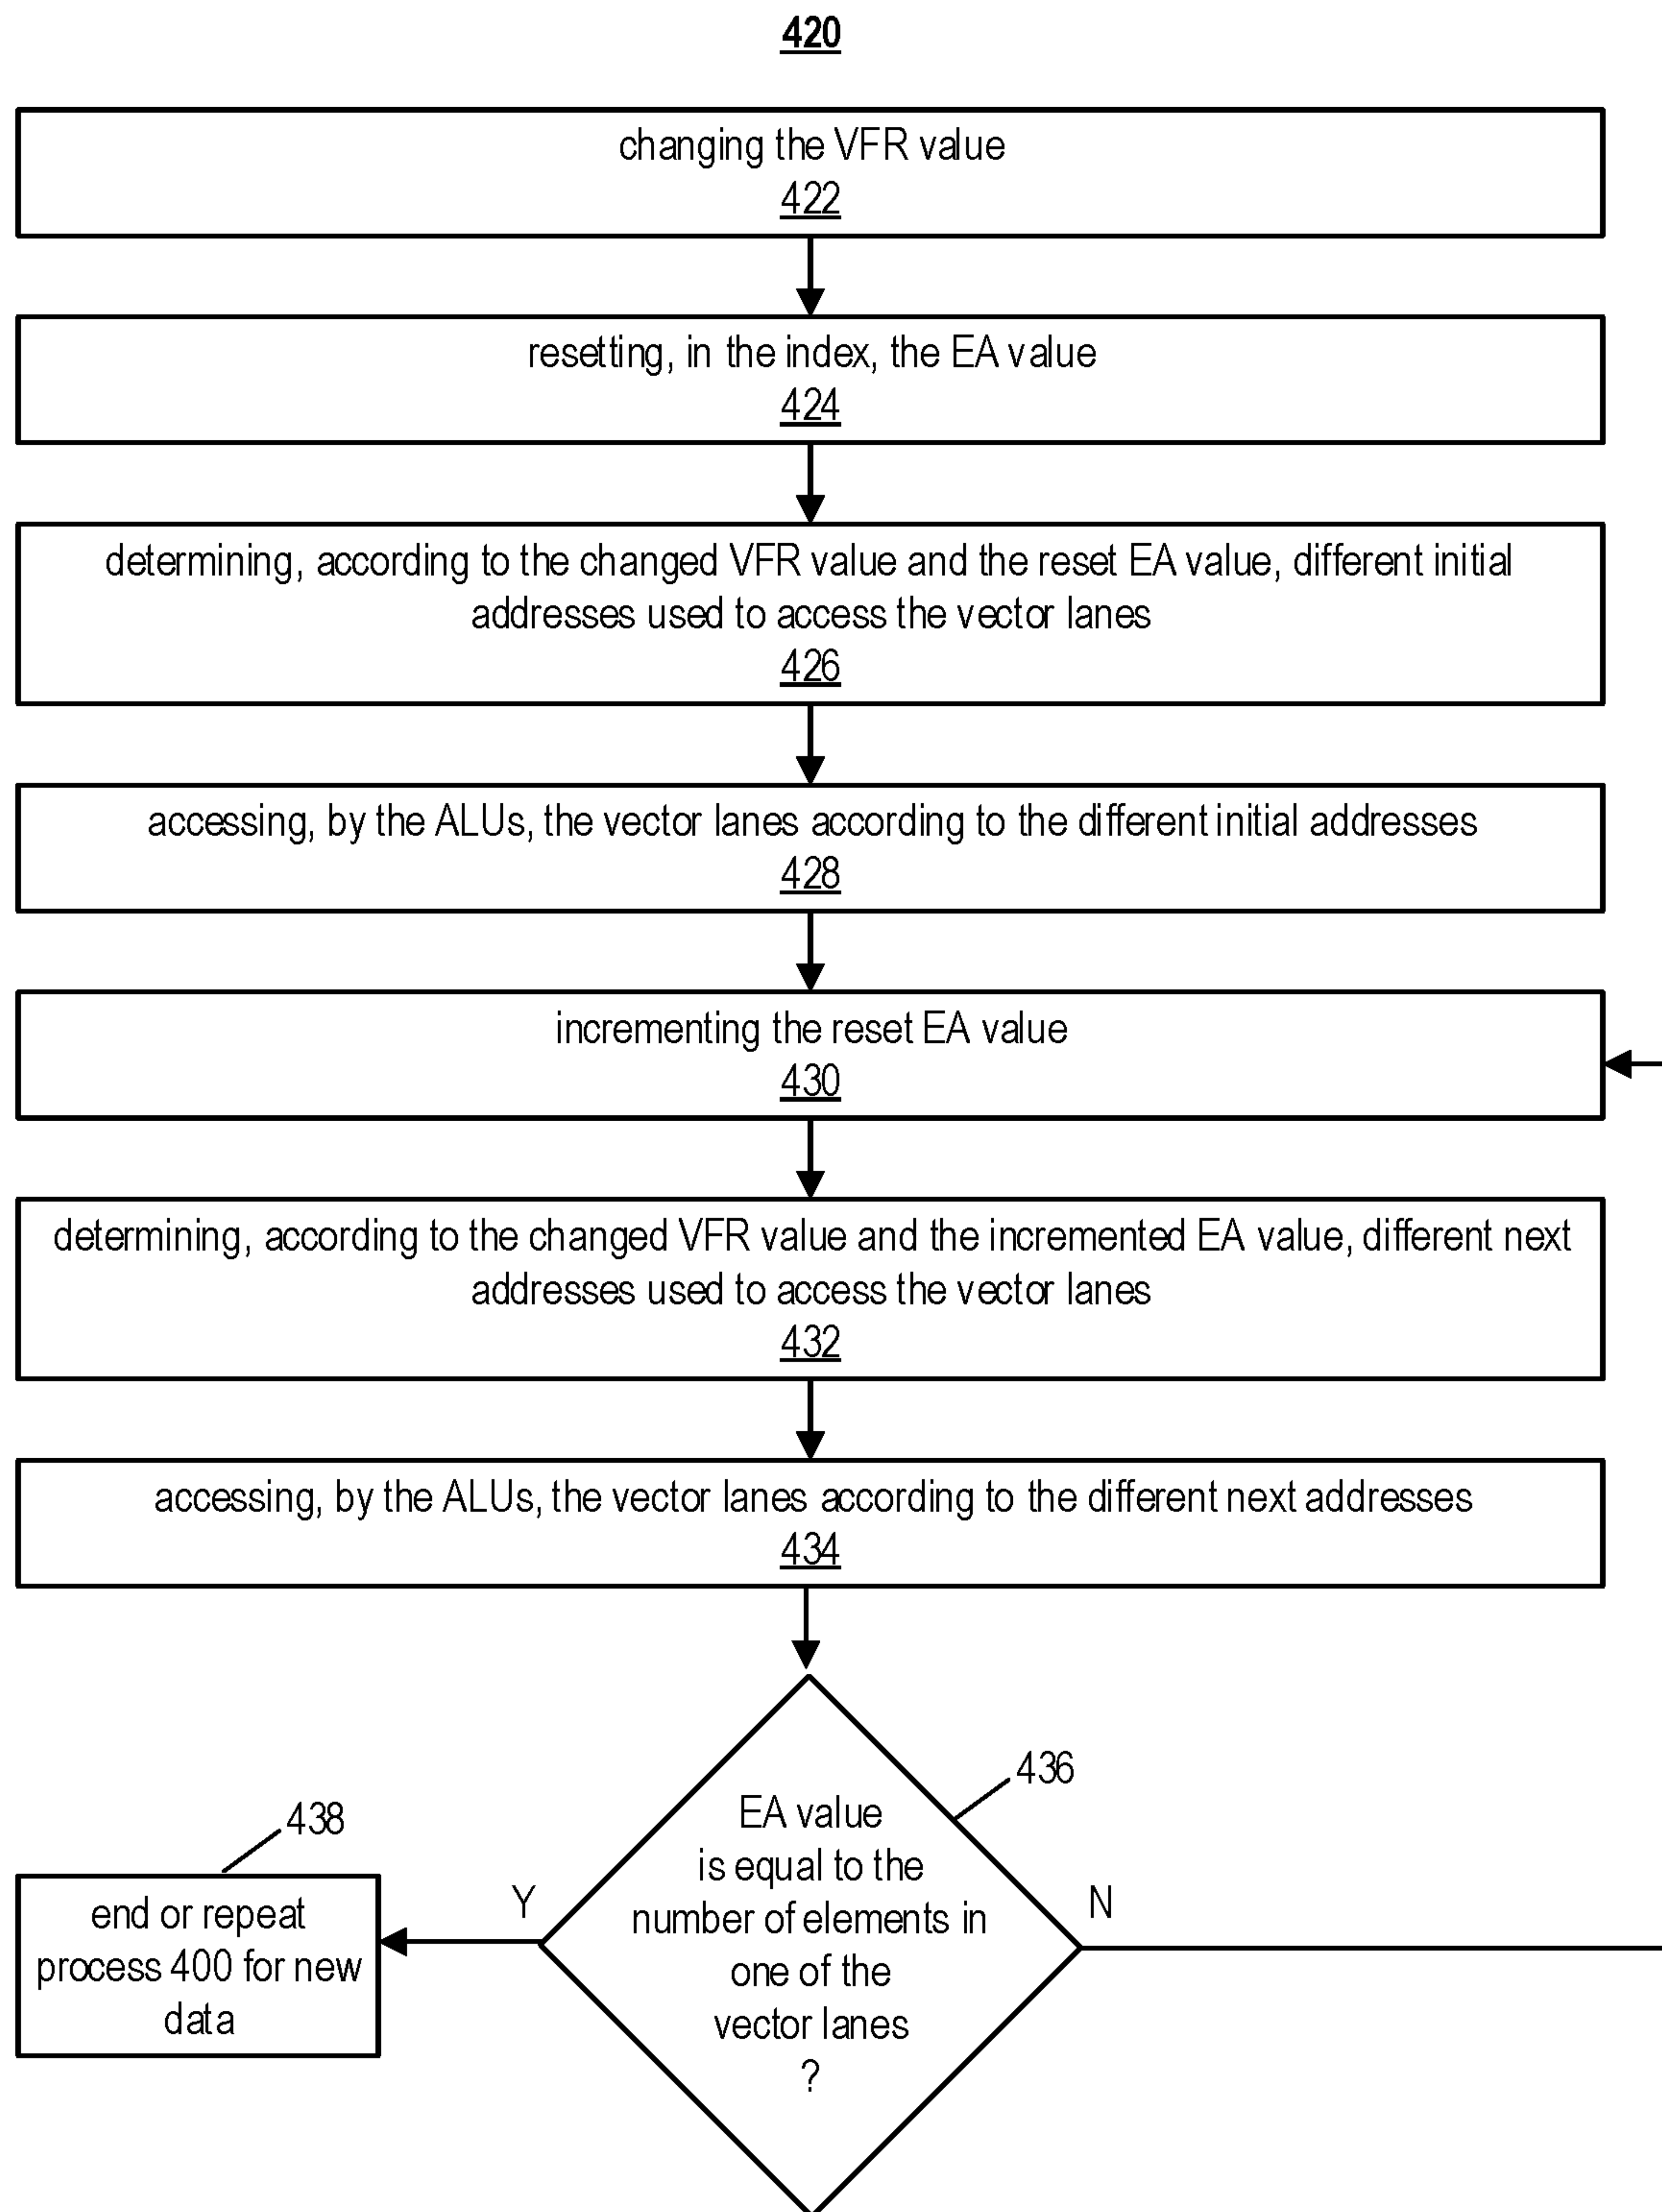 420
changing the VFR value
422
resetting, in the index, the EA value
424
determining, according to the changed VFR value and the reset EA value, different initial
addresses used to access the vector lanes
426
accessing, by the ALUs, the vector lanes according to the different initial addresses
428
incrementing the reset EA value
430
determining, according to the changed VFR value and the incremented EA value, different next
addresses used to access the vector lanes
432
accessing, by the ALUs, the vector lanes according to the different next addresses
434
436
EA value
is equal to the
number of elements in
one of the
vector lanes
?
Y
N
438
end or repeat
process 400 for new
data